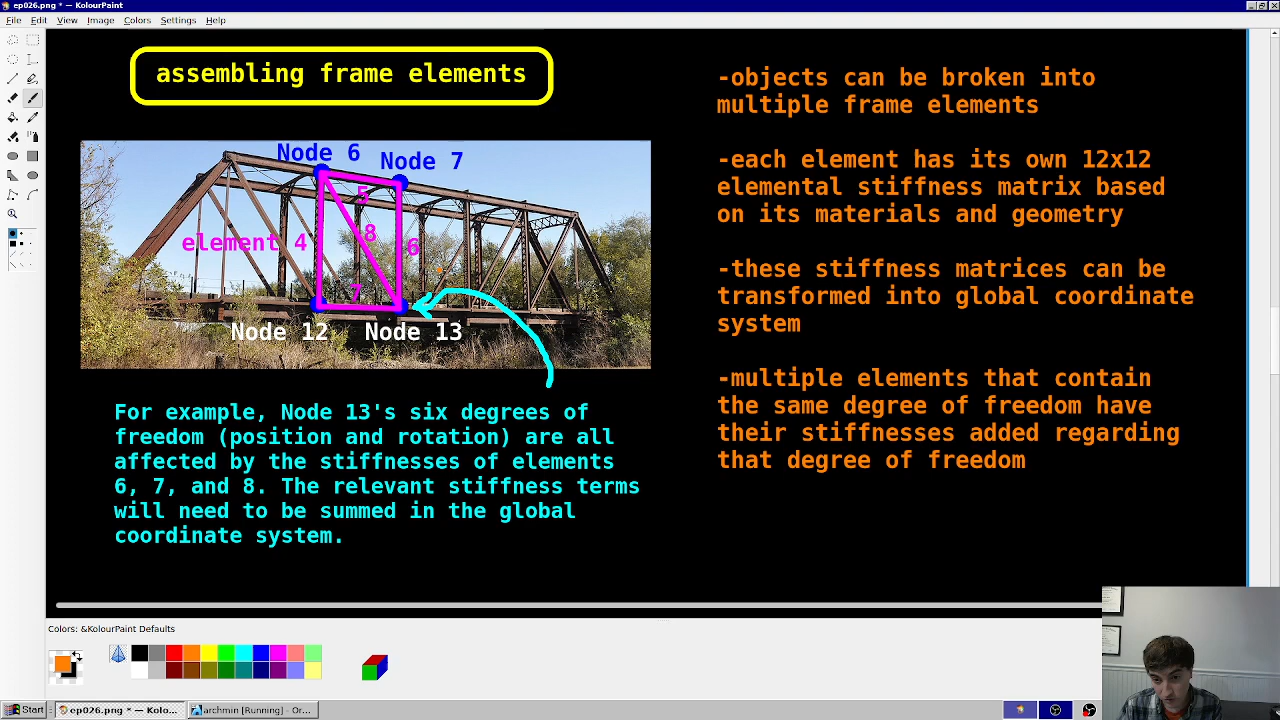 ep026.png * — KolourPaint
File Edit View Image Colors Settings Help
assembling frame elements
Node 6 Node 7
5
element 4
8
6
7
Node 12 Node 13
For example, Node 13's six degrees of
freedom (position and rotation) are all
affected by the stiffnesses of elements
6, 7, and 8. The relevant stiffness terms
will need to be summed in the global
coordinate system.
-objects can be broken into
multiple frame elements
-each element has its own 12x12
elemental stiffness matrix based
on its materials and geometry
-these stiffness matrices can be
transformed into global coordinate
system
-multiple elements that contain
the same degree of freedom have
their stiffnesses added regarding
that degree of freedom
Colors: &KolourPaint Defaults
Start
ep026.png * — Kolo...
archmin [Running] - Or...